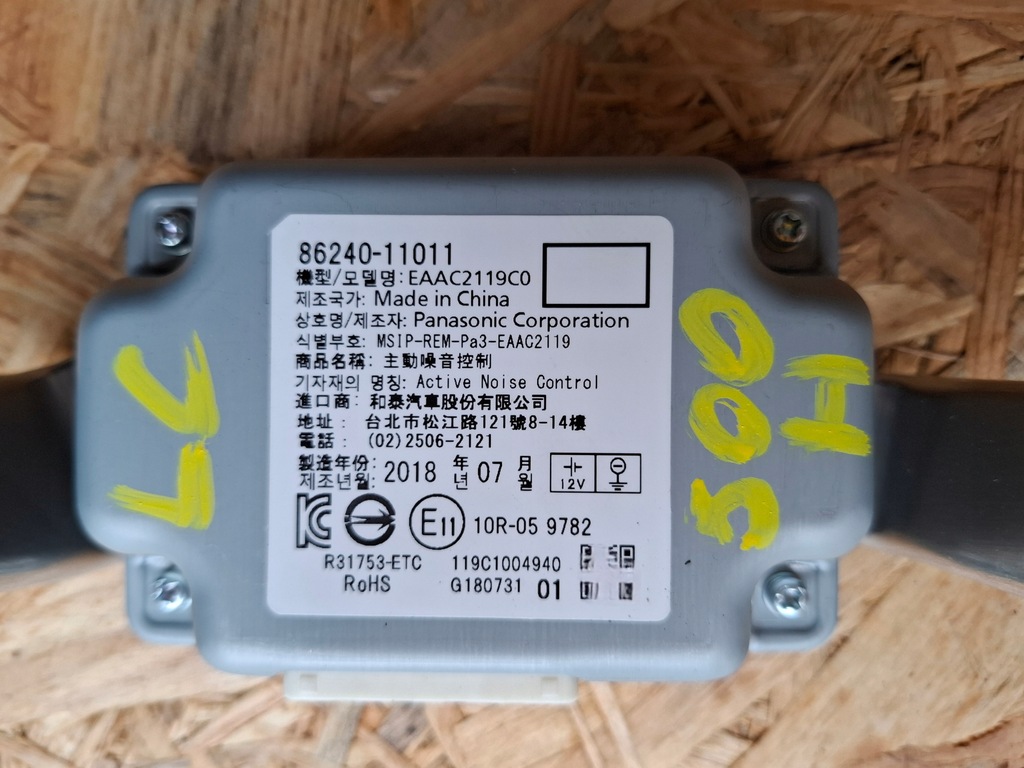 86240-11011
機型/모델명: EAAC2119C0
제조국가: Made in China
상호명/제조자: Panasonic Corporation
식별부호: MSIP-REM-Pa3-EAAC2119
商品名稱: 主動噪音控制
기자재의 명칭: Active Noise Control
進口商: 和泰汽車股份有限公司
地址: 台北市松江路121號8-14樓
電話: (02)2506-2121
製造年份: 2018 年 07 月
제조년월: 년 월
12V
E11 10R-05 9782
R31753-ETC 119C1004940
RoHS G180731 01
LC
500
H